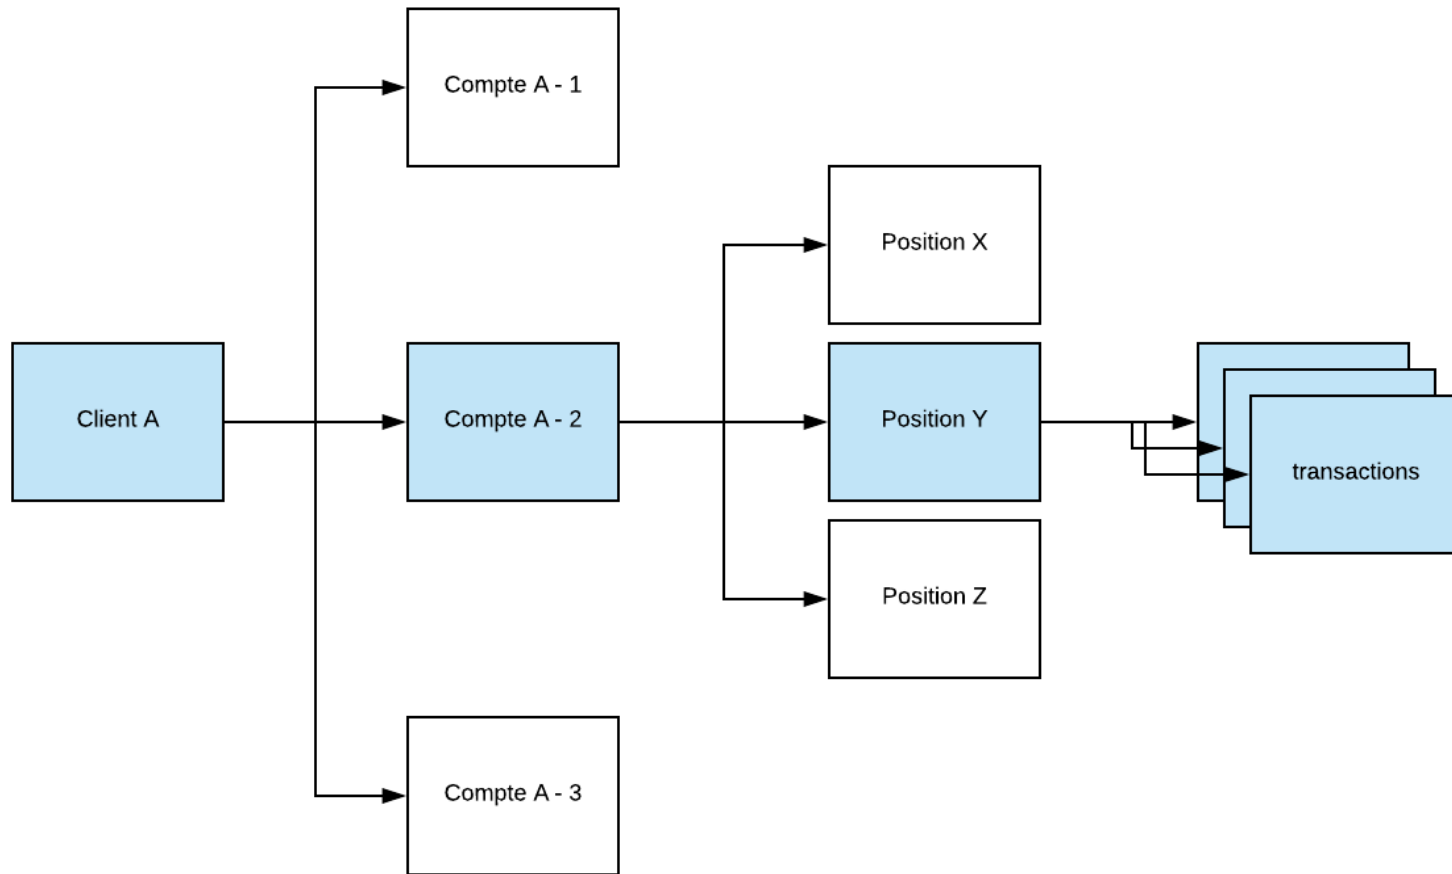 Compte A - 1
Position X
Client A
Compte A - 2
Position Y
transactions
Position Z
Compte A - 3